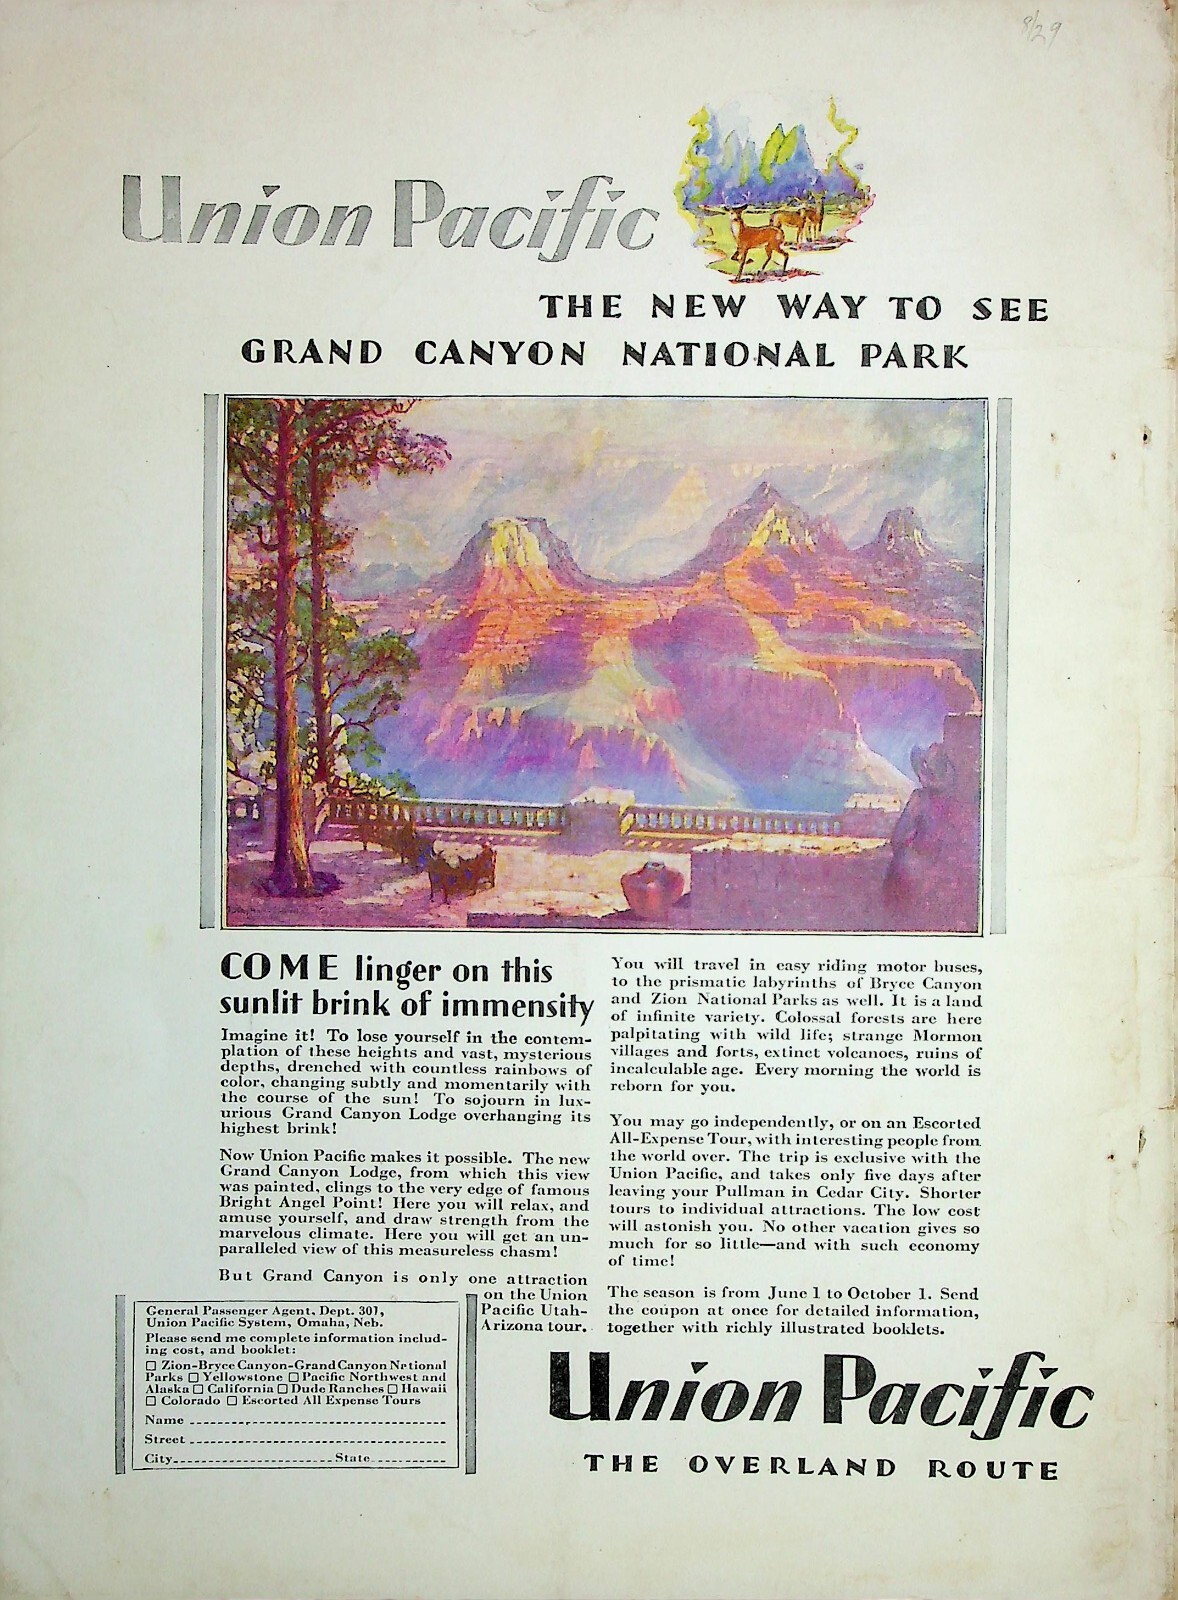 8/29
Union Pacific
THE NEW WAY TO SEE
GRAND CANYON NATIONAL PARK
COME linger on this
sunlit brink of immensity
Imagine it! To lose yourself in the contem-
plation of these heights and vast, mysterious
depths, drenched with countless rainbows of
color, changing subtly and momentarily with
the course of the sun! To sojourn in lux-
urious Grand Canyon Lodge overhanging its
highest brink!
Now Union Pacific makes it possible. The new
Grand Canyon Lodge, from which this view
was painted, clings to the very edge of famous
Bright Angel Point! Here you will relax, and
amuse yourself, and draw strength from the
marvelous climate. Here you will get an un-
paralleled view of this measureless chasm!
But Grand Canyon is only one attraction
on the Union
Pacific Utah-
Arizona tour.
General Passenger Agent, Dept. 301,
Union Pacific System, Omaha, Neb.
Please send me complete information includ-
ing cost, and booklet:
☐ Zion-Bryce Canyon-Grand Canyon National
Parks ☐ Yellowstone ☐ Pacific Northwest and
Alaska ☐ California ☐ Dude Ranches ☐ Hawaii
☐ Colorado ☐ Escorted All Expense Tours
Name
Street
City State
You will travel in easy riding motor buses,
to the prismatic labyrinths of Bryce Canyon
and Zion National Parks as well. It is a land
of infinite variety. Colossal forests are here
palpitating with wild life; strange Mormon
villages and forts, extinct volcanoes, ruins of
incalculable age. Every morning the world is
reborn for you.
You may go independently, or on an Escorted
All-Expense Tour, with interesting people from
the world over. The trip is exclusive with the
Union Pacific, and takes only five days after
leaving your Pullman in Cedar City. Shorter
tours to individual attractions. The low cost
will astonish you. No other vacation gives so
much for so little—and with such economy
of time!
The season is from June 1 to October 1. Send
the coupon at once for detailed information,
together with richly illustrated booklets.
Union Pacific
THE OVERLAND ROUTE